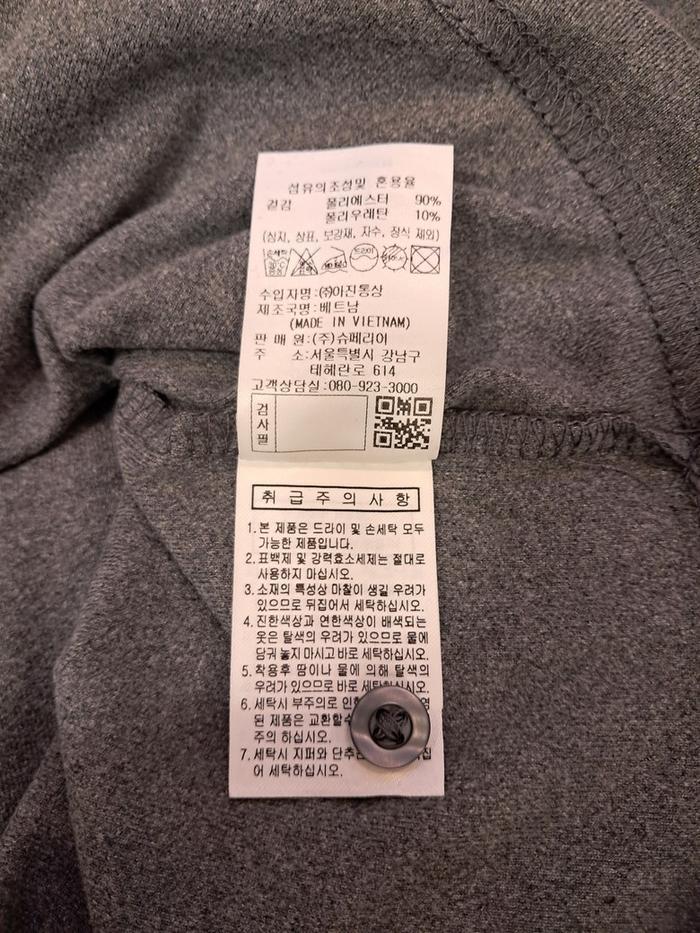 섬유의조성및 혼용율
겉감 폴리에스터 90%
폴리우레탄 10%
(심지, 상표, 보강재, 자수, 장식 제외)
손세탁 드라이
수입자명:(주)아진통상
제조국명:베트남
(MADE IN VIETNAM)
판 매 원:(주)슈페리어
주 소:서울특별시 강남구
테헤란로 614
고객상담실:080-923-3000
검
사
필
취 급 주 의 사 항
1. 본 제품은 드라이 및 손세탁 모두
가능한 제품입니다.
2. 표백제 및 강력효소세제는 절대로
사용하지 마십시오.
3. 소재의 특성상 마찰이 생길 우려가
있으므로 뒤집어서 세탁하십시오.
4. 진한색상과 연한색상이 배색되는
옷은 탈색의 우려가 있으므로 물에
당궈 놓지 마시고 바로 세탁하십시오.
5. 착용후 땀이나 물에 의해 탈색의
우려가 있으므로 바로 세탁하십시오.
6. 세탁시 부주의로
된 제품은
주의 하십시오.
7. 세탁시 지퍼와
어 세탁하십시오.